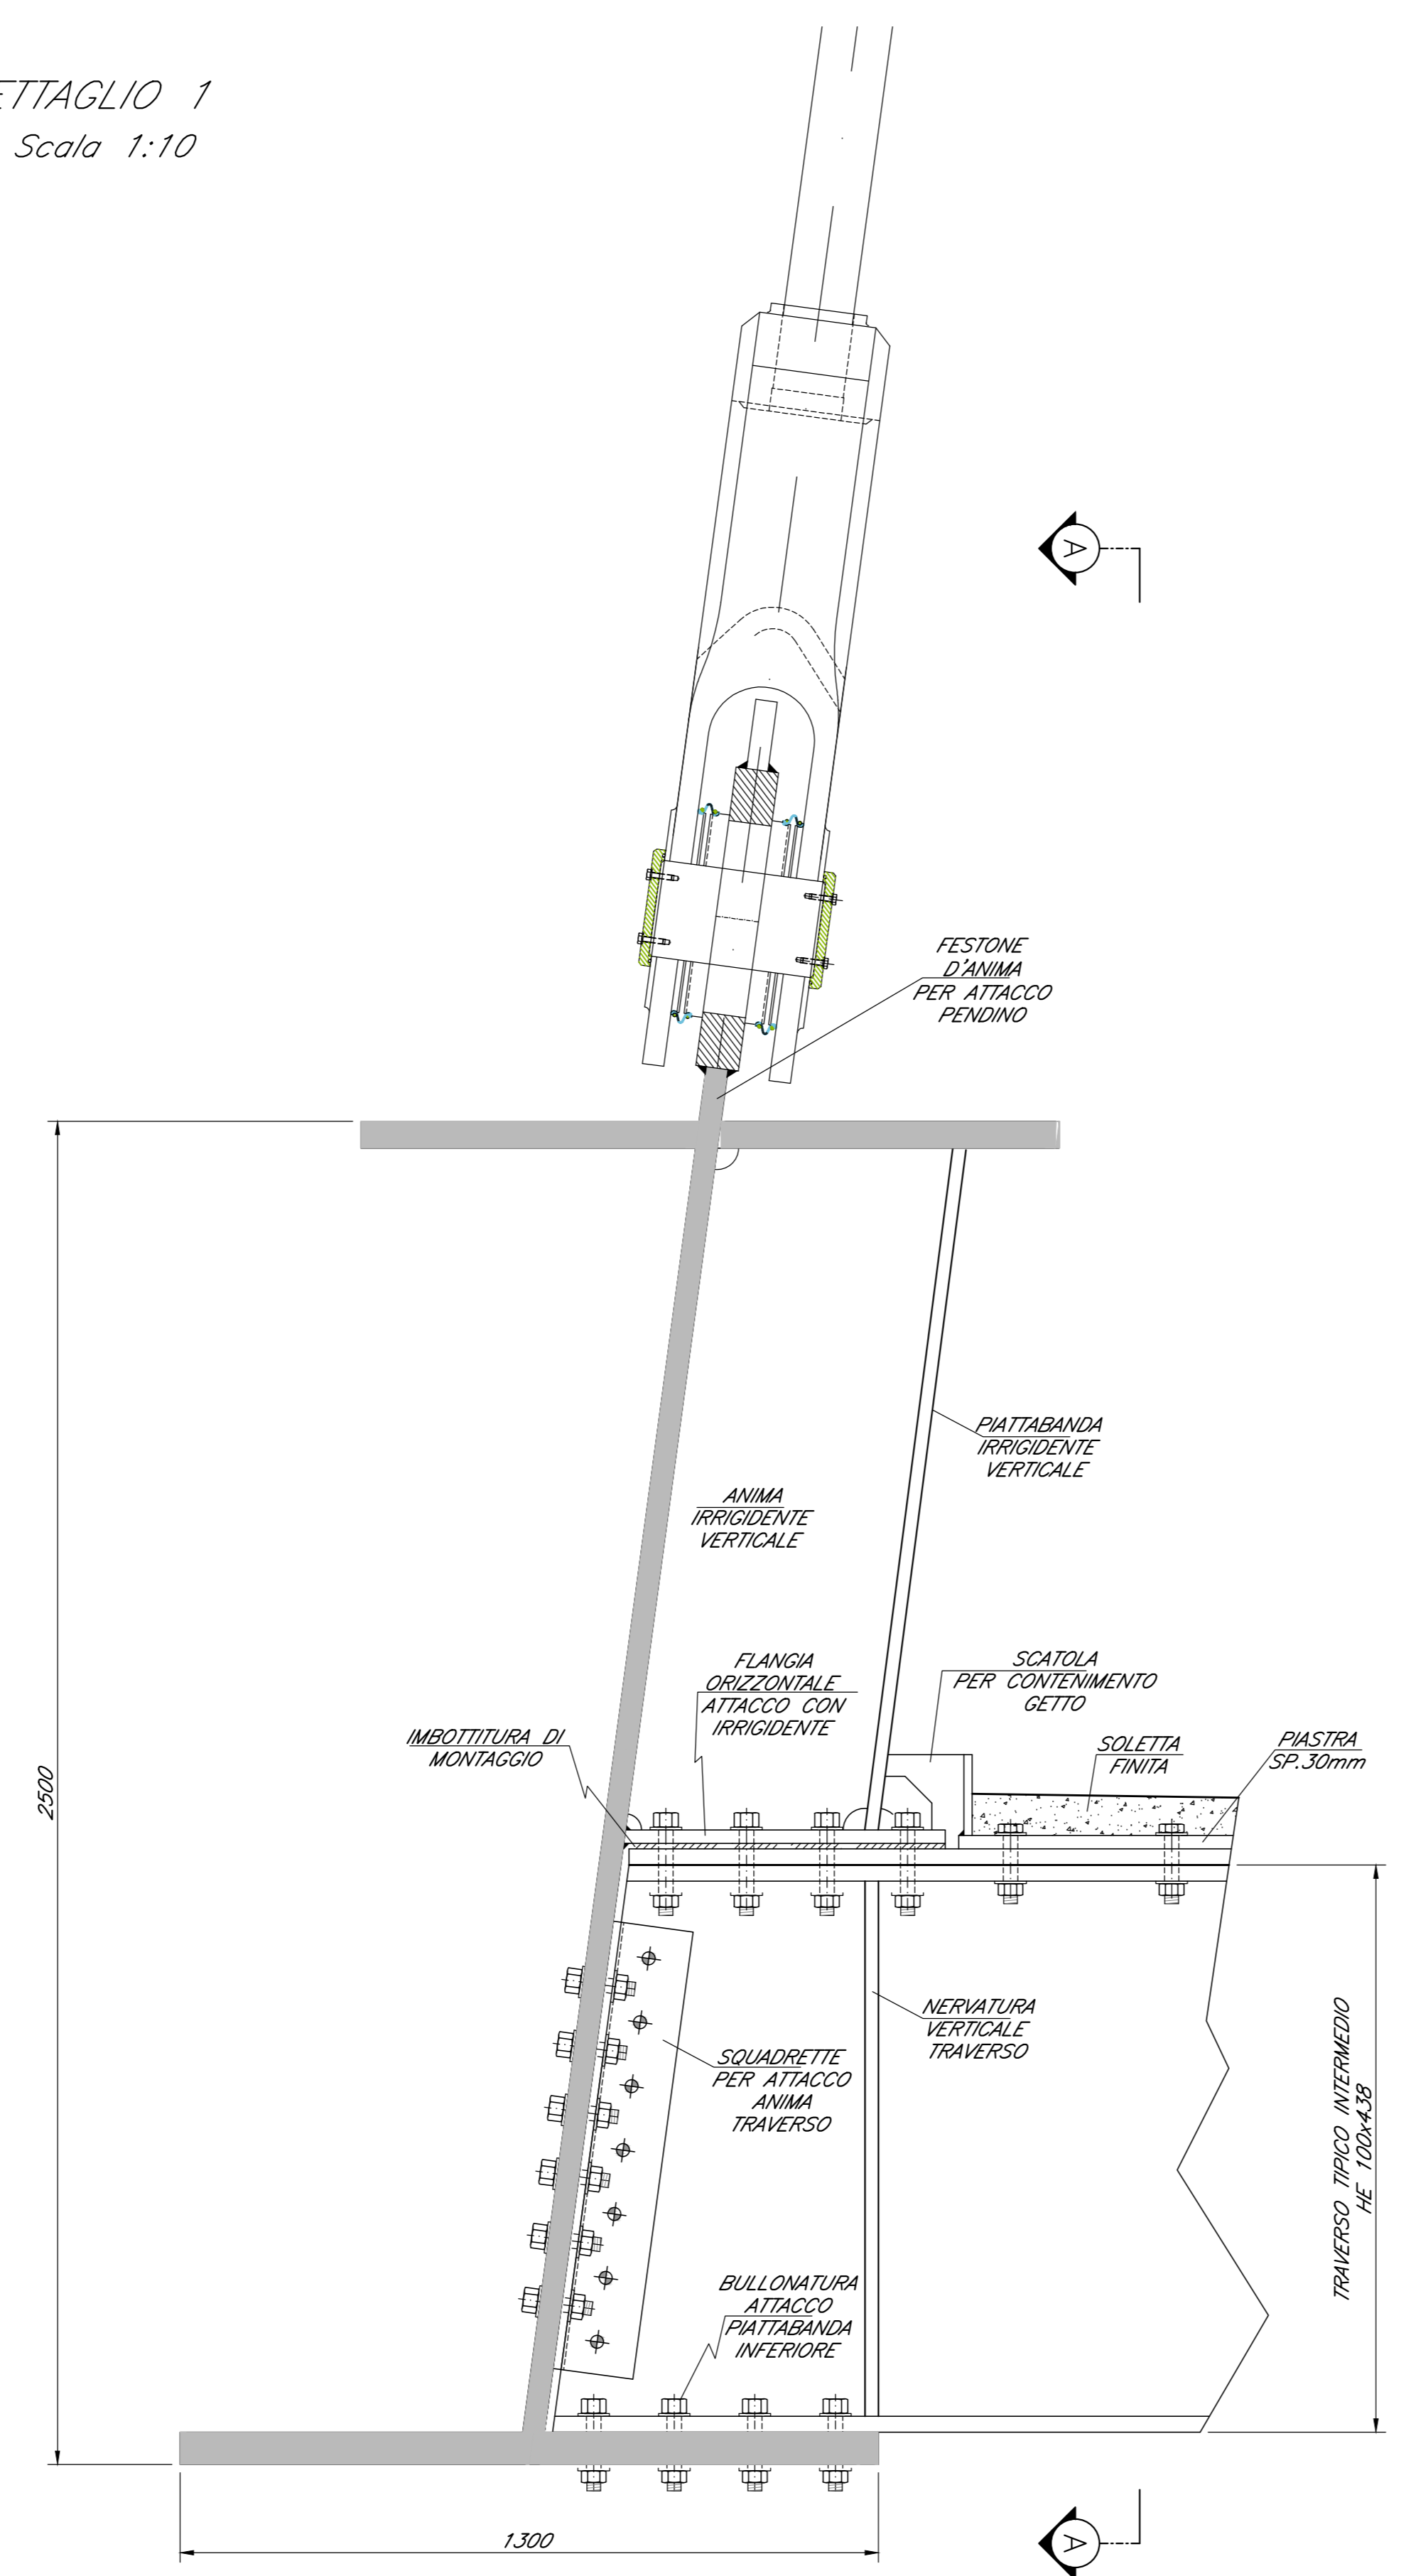 ETTAGLIO 1
Scala 1:10
A
FESTONE
D'ANIMA
PER ATTACCO
PENDINO
PIATTABANDA
IRRIGIDENTE
VERTICALE
ANIMA
IRRIGIDENTE
VERTICALE
FLANGIA
ORIZZONTALE
ATTACCO CON
IRRIGIDENTE
SCATOLA
PER CONTENIMENTO
GETTO
IMBOTTITURA DI
MONTAGGIO
SOLETTA
FINITA
PIASTRA
SP.30mm
2500
NERVATURA
VERTICALE
TRAVERSO
SQUADRETTE
PER ATTACCO
ANIMA
TRAVERSO
TRAVERSO TIPICO INTERMEDIO
HE 100x438
BULLONATURA
ATTACCO
PIATTABANDA
INFERIORE
1300
A